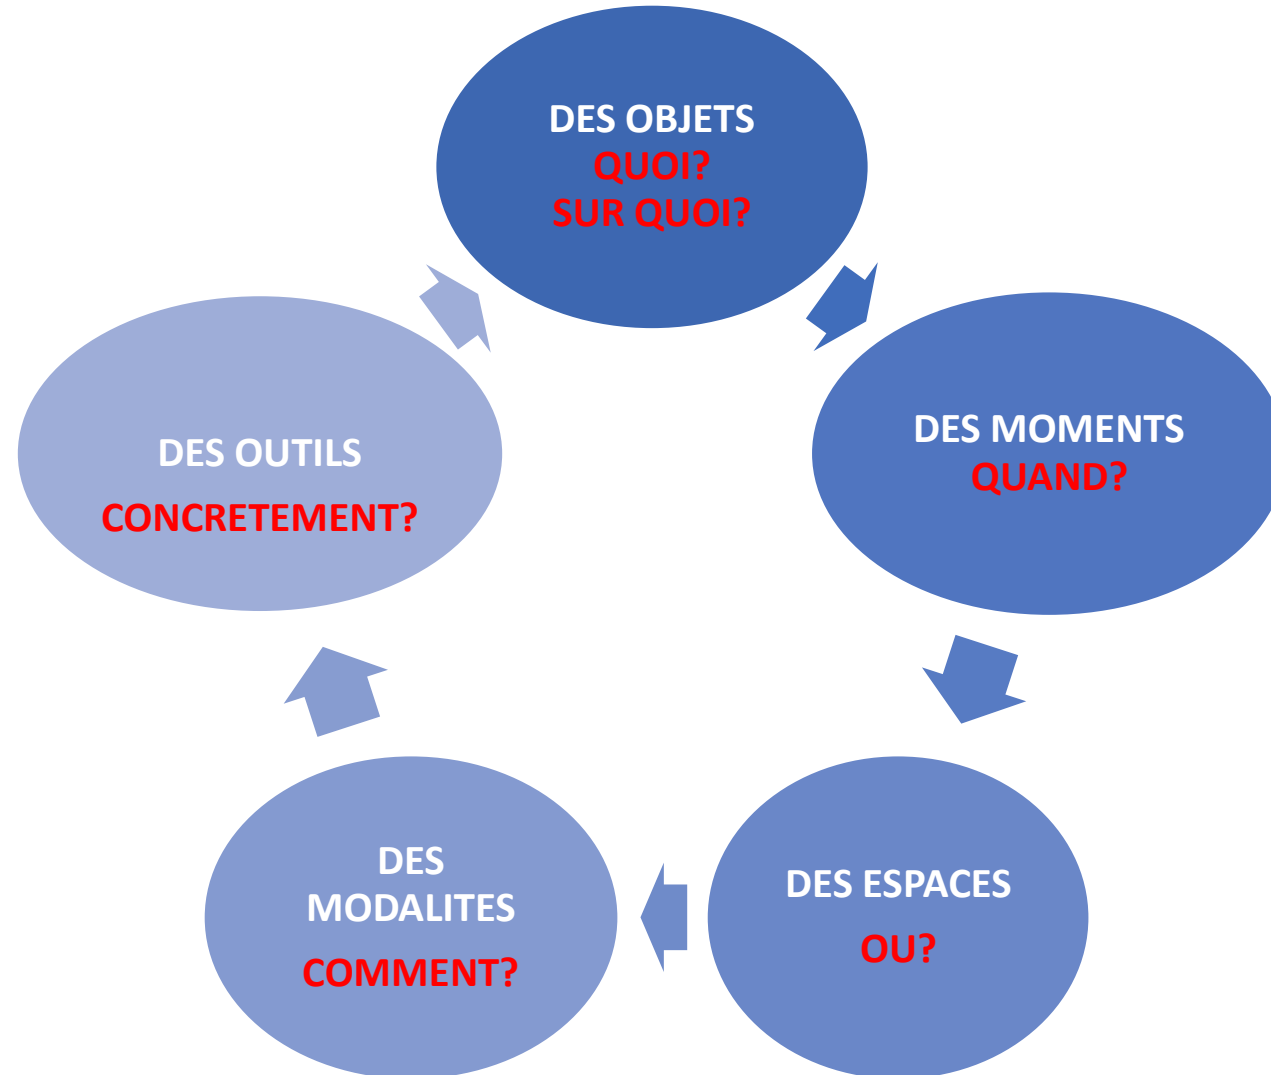 DES OBJETS
QUOI?
SUR QUOI?
DES MOMENTS
QUAND?
DES ESPACES
OU?
DES
MODALITES
COMMENT?
DES OUTILS
CONCRETEMENT?